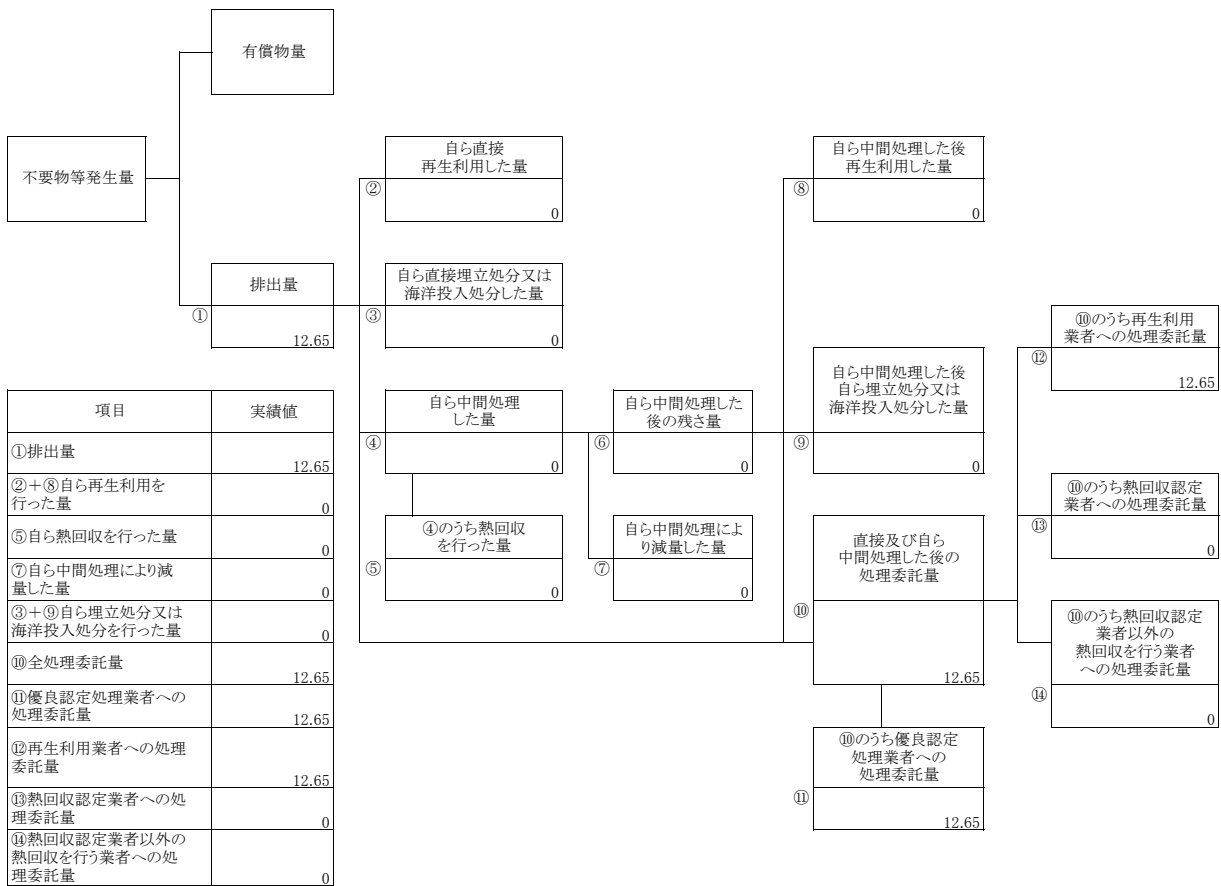 有償物量
不要物等発生量
排出量
①
12.65
自ら直接
再生利用した量
②
0
自ら直接埋立処分又は
海洋投入処分した量
③
0
自ら中間処理
した量
④
0
④のうち熱回収
を行った量
⑤
0
自ら中間処理した
後の残さ量
⑥
0
自ら中間処理によ
り減量した量
⑦
0
自ら中間処理した後
再生利用した量
⑧
0
自ら中間処理した後
自ら埋立処分又は
海洋投入処分した量
⑨
0
直接及び自ら
中間処理した後の
処理委託量
⑩
12.65
⑩のうち優良認定
処理業者への
処理委託量
⑪
12.65
⑩のうち再生利用
業者への処理委託量
⑫
12.65
⑩のうち熱回収認定
業者への処理委託量
⑬
0
⑩のうち熱回収認定
業者以外の
熱回収を行う業者
への処理委託量
⑭
0
項目 実績値
①排出量
12.65
②+⑧自ら再生利用を
行った量
0
⑤自ら熱回収を行った量
0
⑦自ら中間処理により減
量した量
0
③+⑨自ら埋立処分又は
海洋投入処分を行った量
0
⑩全処理委託量
12.65
⑪優良認定処理業者への
処理委託量
12.65
⑫再生利用業者への処理
委託量
12.65
⑬熱回収認定業者への処
理委託量
0
⑭熱回収認定業者以外の
熱回収を行う業者への処
理委託量
0